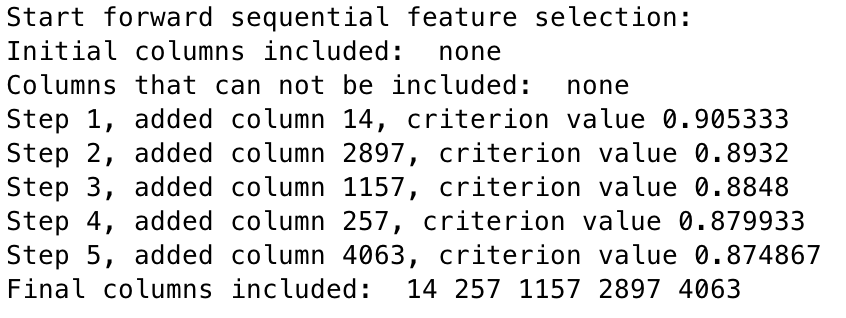 Start forward sequential feature selection:
Initial columns included:  none
Columns that can not be included:  none
Step 1, added column 14, criterion value 0.905333
Step 2, added column 2897, criterion value 0.8932
Step 3, added column 1157, criterion value 0.8848
Step 4, added column 257, criterion value 0.879933
Step 5, added column 4063, criterion value 0.874867
Final columns included:  14 257 1157 2897 4063